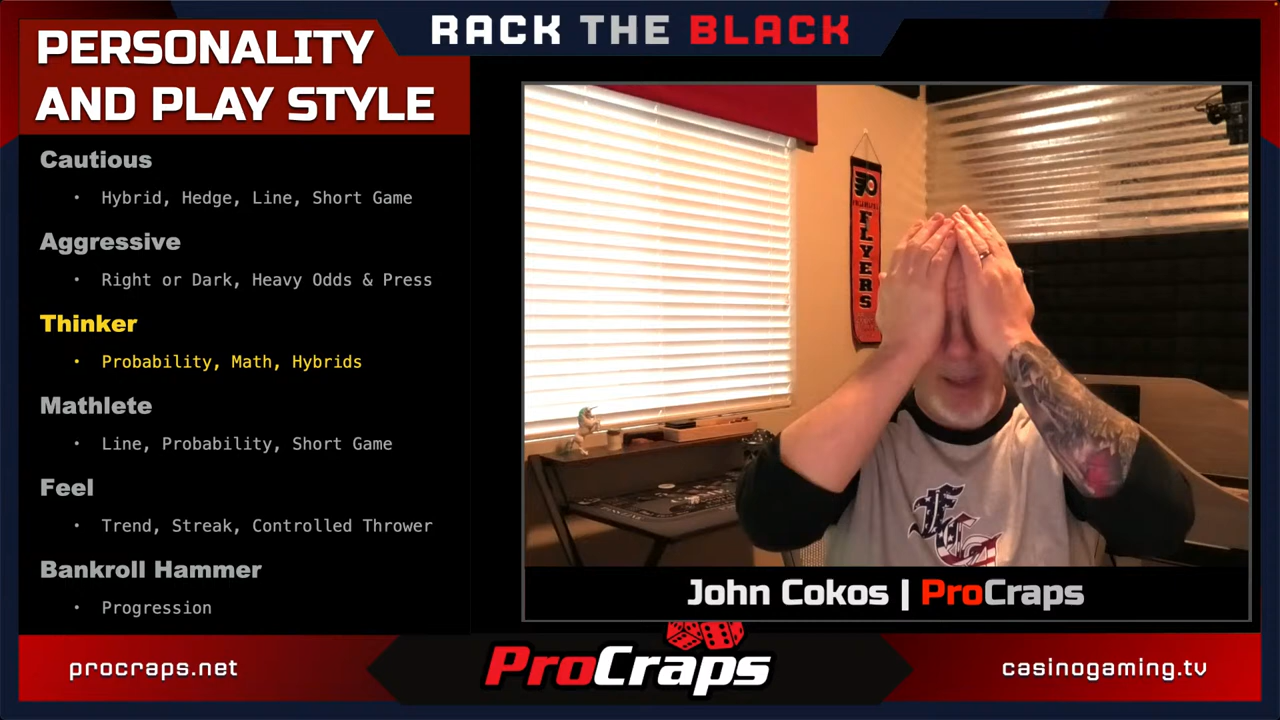 RACK THE BLACK
PERSONALITY
AND PLAY STYLE
Cautious
• Hybrid, Hedge, Line, Short Game
Aggressive
• Right or Dark, Heavy Odds & Press
Thinker
• Probability, Math, Hybrids
Mathlete
• Line, Probability, Short Game
Feel
• Trend, Streak, Controlled Thrower
Bankroll Hammer
• Progression
FLYERS
John Cokos | ProCraps
procraps.net
ProCraps
casinogaming.tv